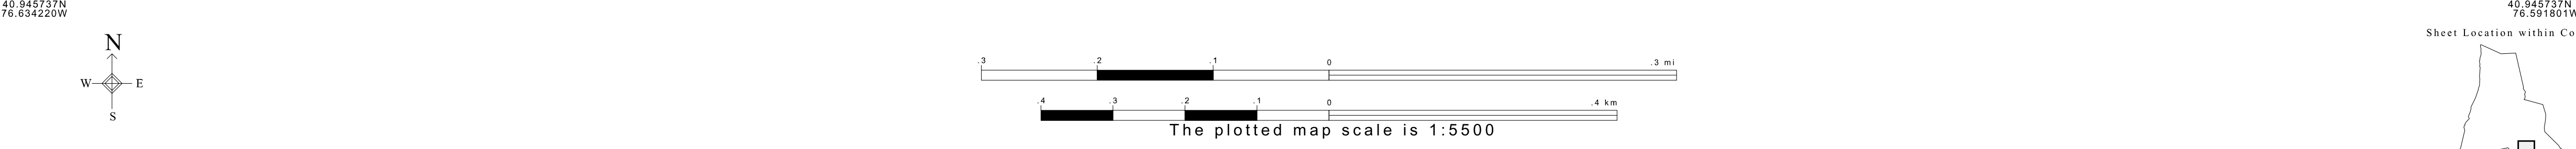 40.945737N
76.634220W
N
W E
S
.3 .2 .1 0 .3 mi
.4 .3 .2 .1 0 .4 km
The plotted map scale is 1:5500
40.945737N
76.591801W
Sheet Location within Co